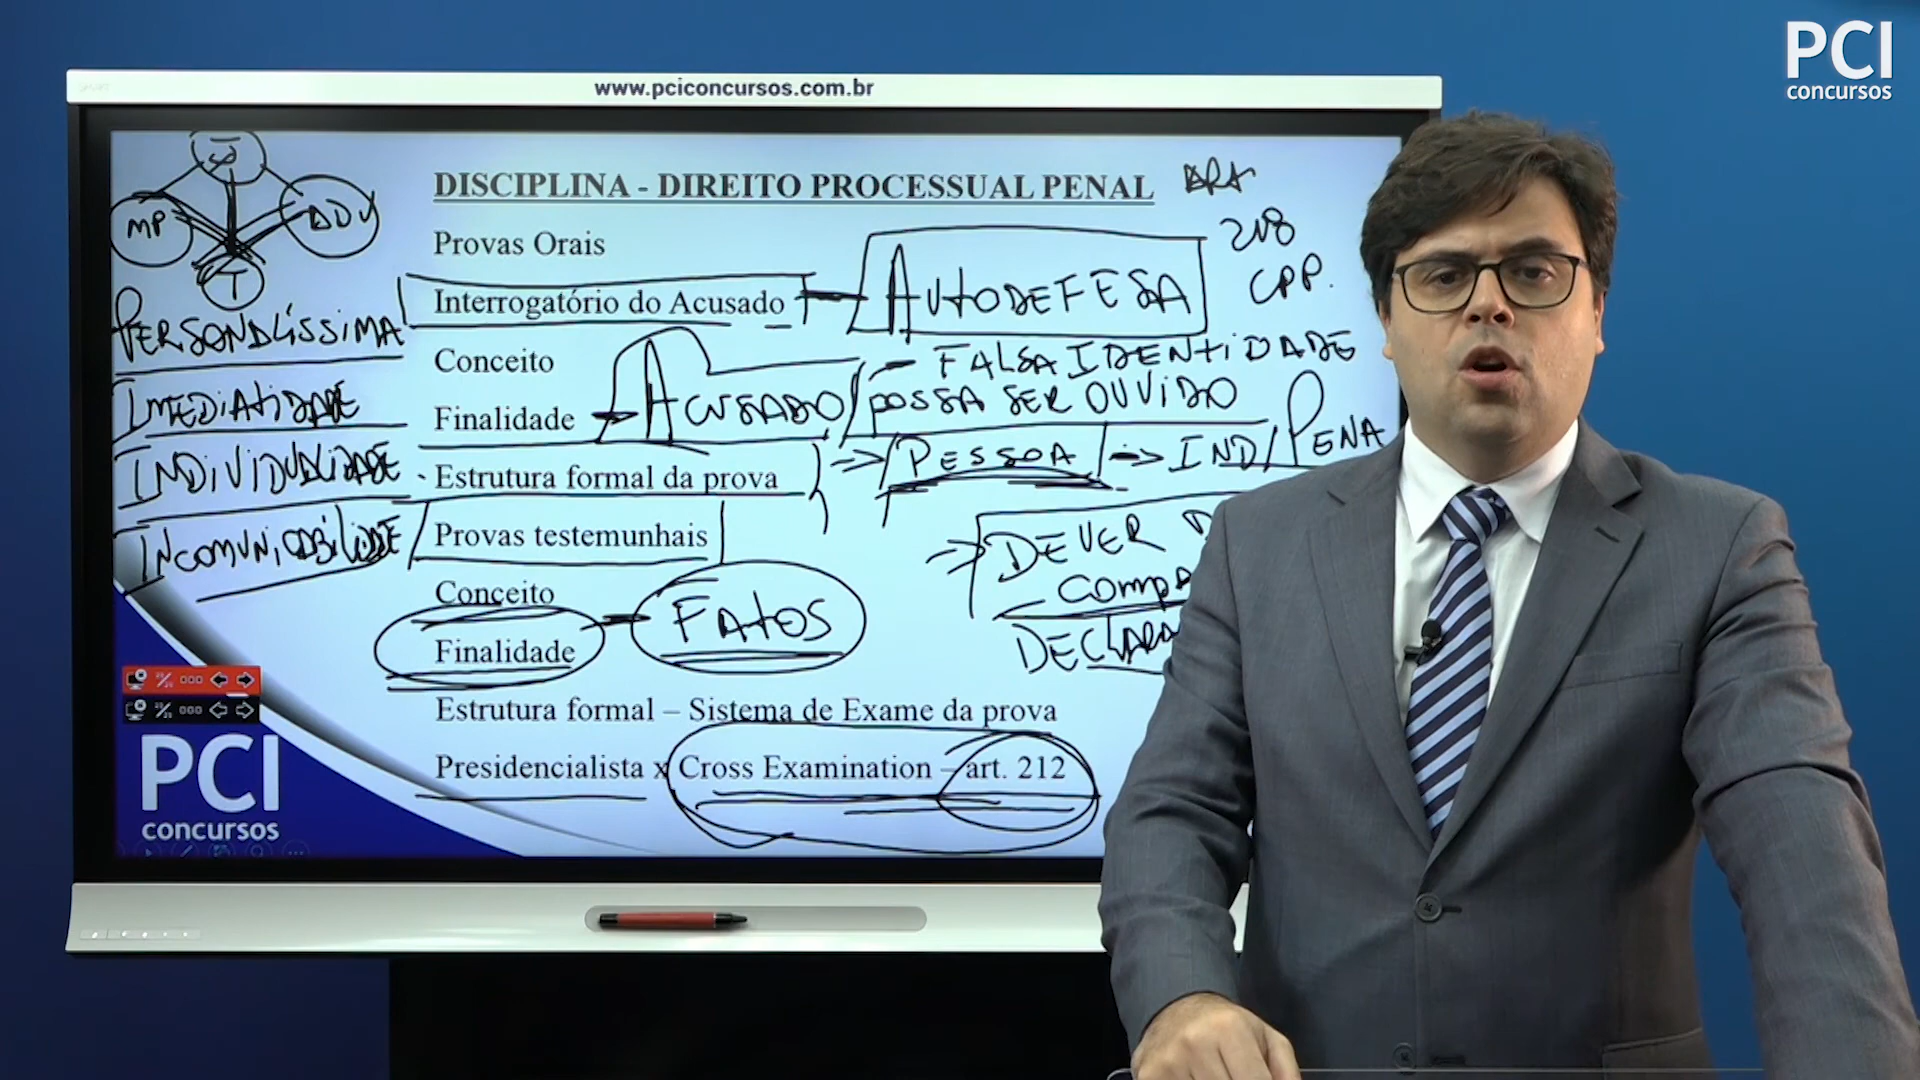 PCI
concursos
www.pciconcursos.com.br
DISCIPLINA - DIREITO PROCESSUAL PENAL
Provas Orais
Interrogatório do Acusado
AUTODEFESA
CPP.
Conceito
FALSA IDENTIDADE
Finalidade
ACUSADO
POSSA SER OUVIDO
Estrutura formal da prova
PESSOA
IND/PENA
Provas testemunhais
DEVER
Conceito
COMPA
FATOS
Finalidade
DECLARA
Estrutura formal – Sistema de Exame da prova
Presidencialista x Cross Examination – art. 212
J
MP
ADV
T
PERSONALÍSSIMA
IMEDIATIDADE
INDIVIDUALIDADE
INCOMUNICABILIDADE
PCI
concursos